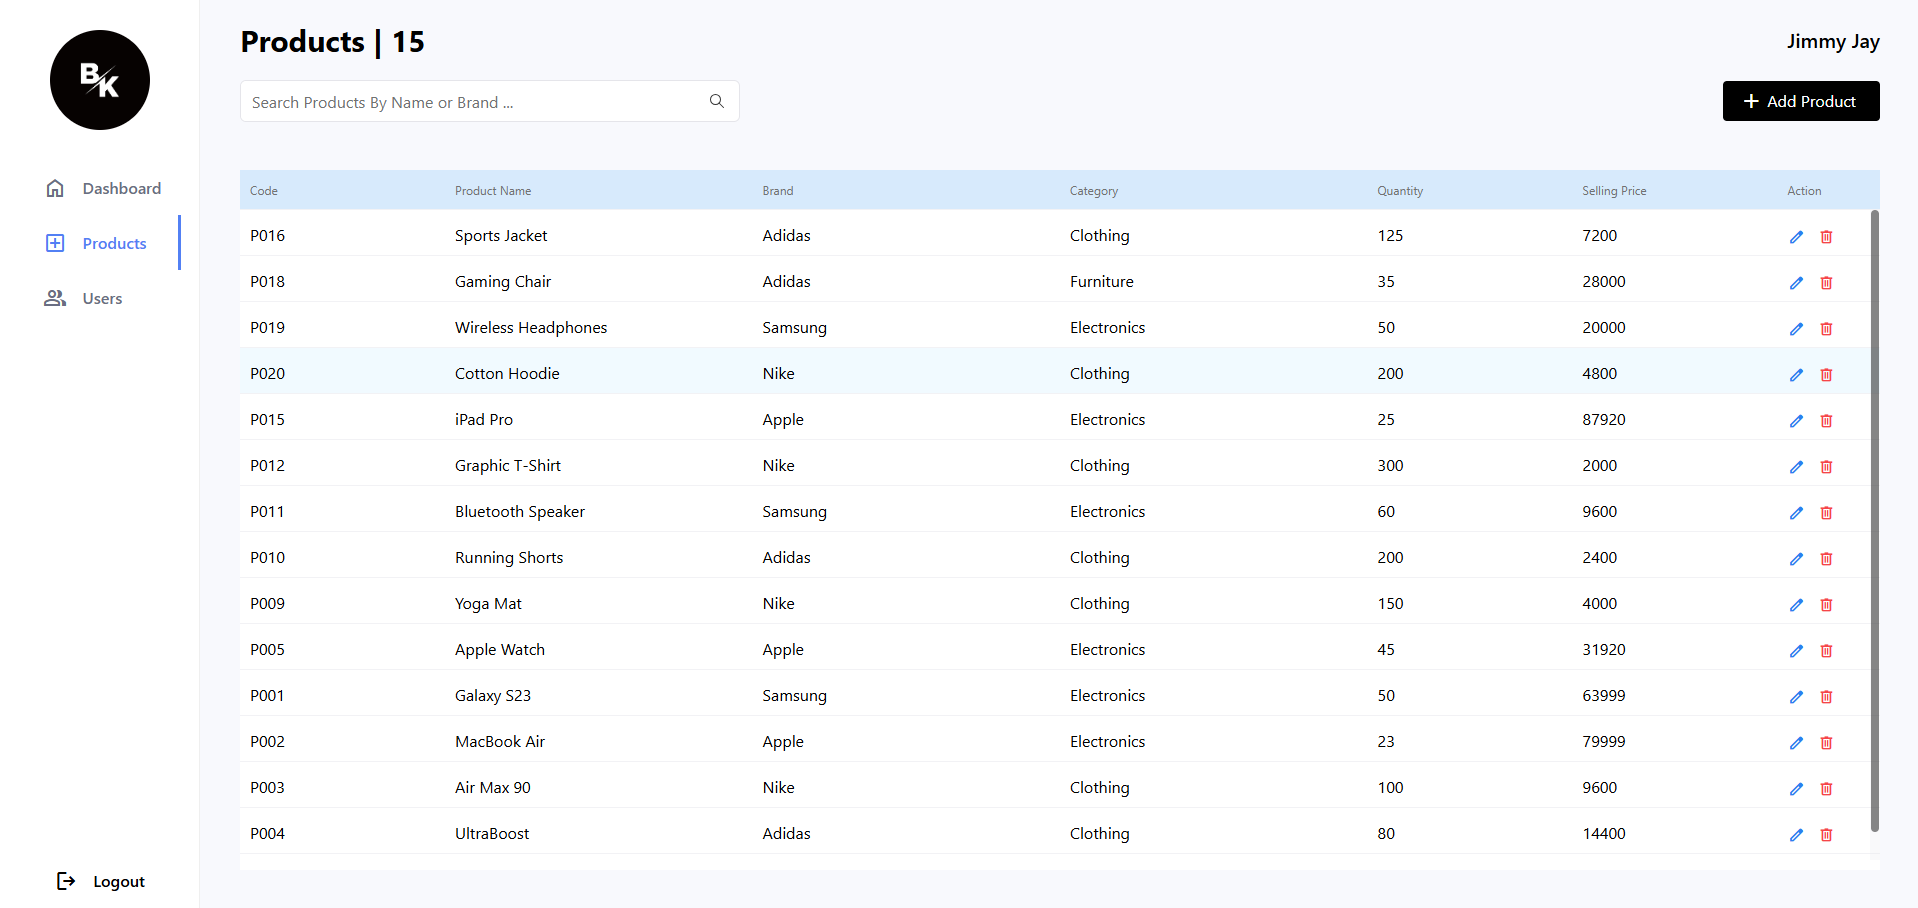 BK
Products | 15
Jimmy Jay
Search Products By Name or Brand ...
Add Product
Dashboard
Products
Users
Logout
Code Product Name Brand Category Quantity Selling Price Action
P016 Sports Jacket Adidas Clothing 125 7200
P018 Gaming Chair Adidas Furniture 35 28000
P019 Wireless Headphones Samsung Electronics 50 20000
P020 Cotton Hoodie Nike Clothing 200 4800
P015 iPad Pro Apple Electronics 25 87920
P012 Graphic T-Shirt Nike Clothing 300 2000
P011 Bluetooth Speaker Samsung Electronics 60 9600
P010 Running Shorts Adidas Clothing 200 2400
P009 Yoga Mat Nike Clothing 150 4000
P005 Apple Watch Apple Electronics 45 31920
P001 Galaxy S23 Samsung Electronics 50 63999
P002 MacBook Air Apple Electronics 23 79999
P003 Air Max 90 Nike Clothing 100 9600
P004 UltraBoost Adidas Clothing 80 14400